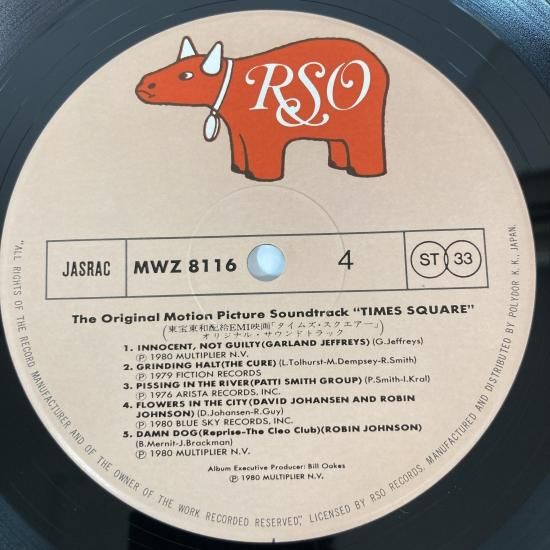 RSO
JASRAC
MWZ 8116
4
ST 33
The Original Motion Picture Soundtrack "TIMES SQUARE"
(東宝東和配給EMI映画「タイムズ・スクエアー」
オリジナル・サウンドトラック)
1. INNOCENT, NOT GUILTY(GARLAND JEFFREYS) (G.Jeffreys)
Ⓟ 1980 MULTIPLIER N.V.
2. GRINDING HALT(THE CURE) (L.Tolhurst-M.Dempsey-R.Smith)
Ⓟ 1979 FICTION RECORDS
3. PISSING IN THE RIVER(PATTI SMITH GROUP) (P.Smith-I.Kral)
Ⓟ 1976 ARISTA RECORDS, INC.
4. FLOWERS IN THE CITY(DAVID JOHANSEN AND ROBIN
JOHNSON) (D.Johansen-R.Guy)
Ⓟ 1980 BLUE SKY RECORDS, INC.
5. DAMN DOG(Reprise-The Cleo Club)(ROBIN JOHNSON)
(B.Mernit-J.Brackman)
Ⓟ 1980 MULTIPLIER N.V.
Album Executive Producer: Bill Oakes
Ⓟ 1980 MULTIPLIER N.V.
"ALL RIGHTS OF THE RECORD MANUFACTURER AND OF THE OWNER OF THE WORK RECORDED RESERVED", LICENSED BY RSO RECORDS. MANUFACTURED AND DISTRIBUTED BY POLYDOR K. K., JAPAN.